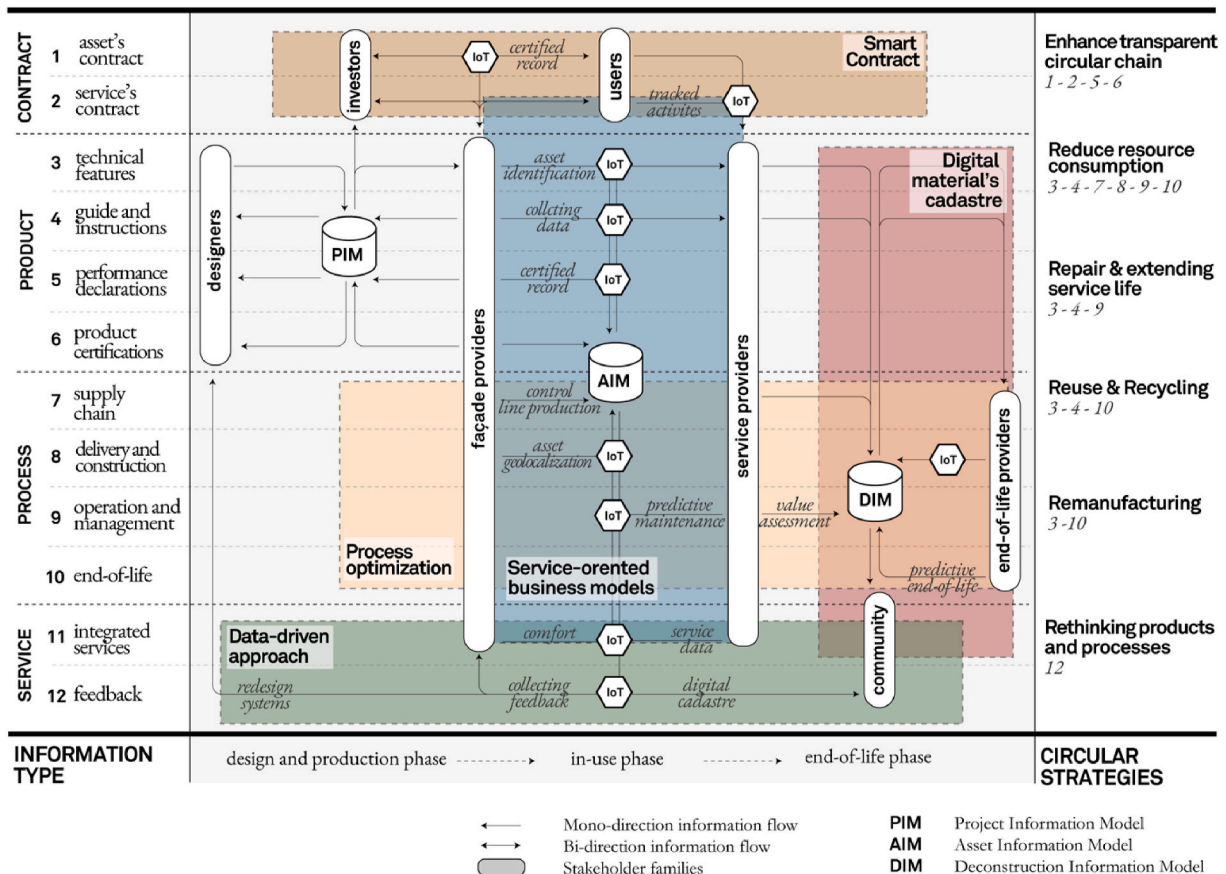 CONTRACT
1 asset's
contract
2 service's
contract
PRODUCT
3 technical
features
4 guide and
instructions
5 performance
declarations
6 product
certifications
PROCESS
7 supply
chain
8 delivery and
construction
9 operation and
management
10 end-of-life
SERVICE
11 integrated
services
12 feedback
investors
IoT
certified
record
users
Smart
Contract
tracked
activites
IoT
designers
PIM
façade providers
asset
identification
IoT
collcting
data
IoT
certified
record
IoT
AIM
service providers
Digital
material's
cadastre
control
line production
asset
geolocalization
IoT
predictive
maintenance
IoT
value
assessment
DIM
IoT
end-of-life providers
predictive
end-of-life
Process
optimization
Service-orented
business models
Data-driven
approach
comfort
IoT
service
data
community
redesign
systems
collecting
feedback
IoT
digital
cadastre
Enhance transparent
circular chain
1 - 2 - 5 - 6
Reduce resource
consumption
3 - 4 - 7 - 8 - 9 - 10
Repair & extending
service life
3 - 4 - 9
Reuse & Recycling
3 - 4 - 10
Remanufacturing
3 -10
Rethinking products
and processes
12
INFORMATION
TYPE
design and production phase
in-use phase
end-of-life phase
CIRCULAR
STRATEGIES
Mono-direction information flow
Bi-direction information flow
Stakeholder families
PIM Project Information Model
AIM Asset Information Model
DIM Deconstruction Information Model